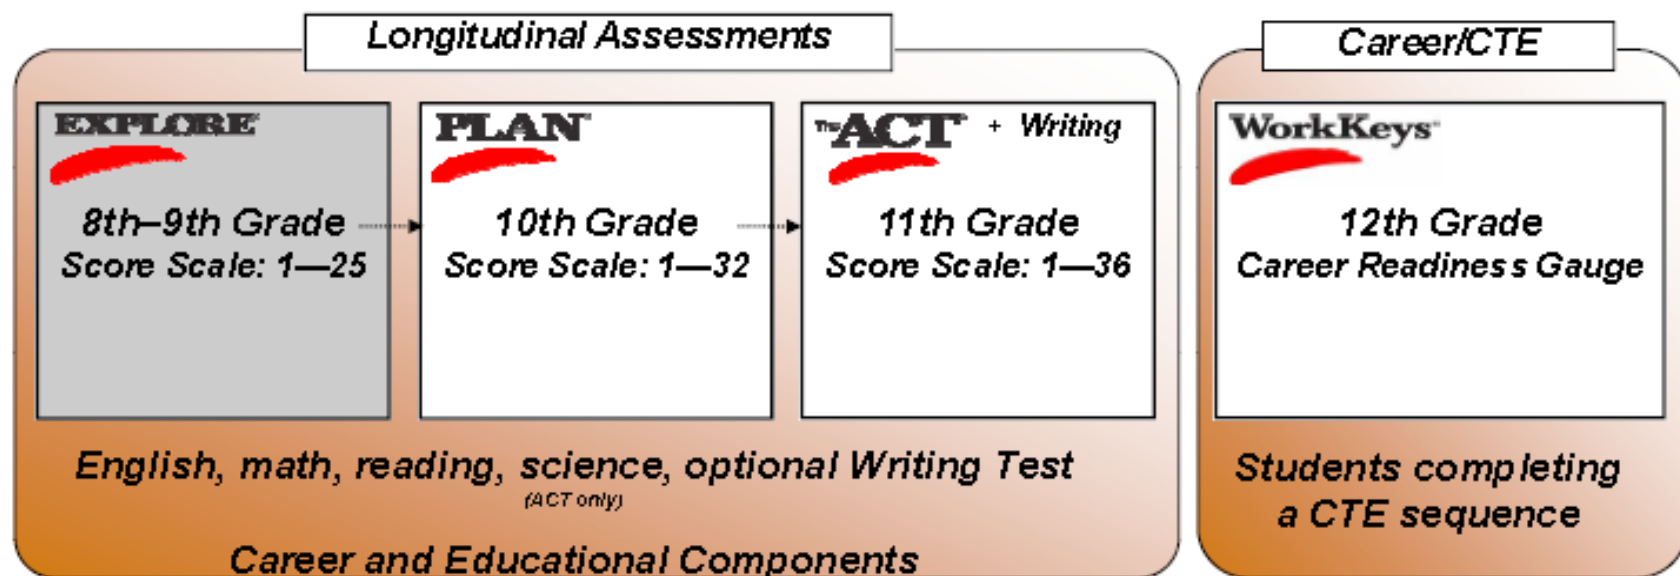 Longitudinal Assessments
EXPLORE
8th–9th Grade
Score Scale: 1—25
PLAN
10th Grade
Score Scale: 1—32
The ACT + Writing
11th Grade
Score Scale: 1—36
English, math, reading, science, optional Writing Test
(ACT only)
Career and Educational Components
Career/CTE
WorkKeys
12th Grade
Career Readiness Gauge
Students completing
a CTE sequence